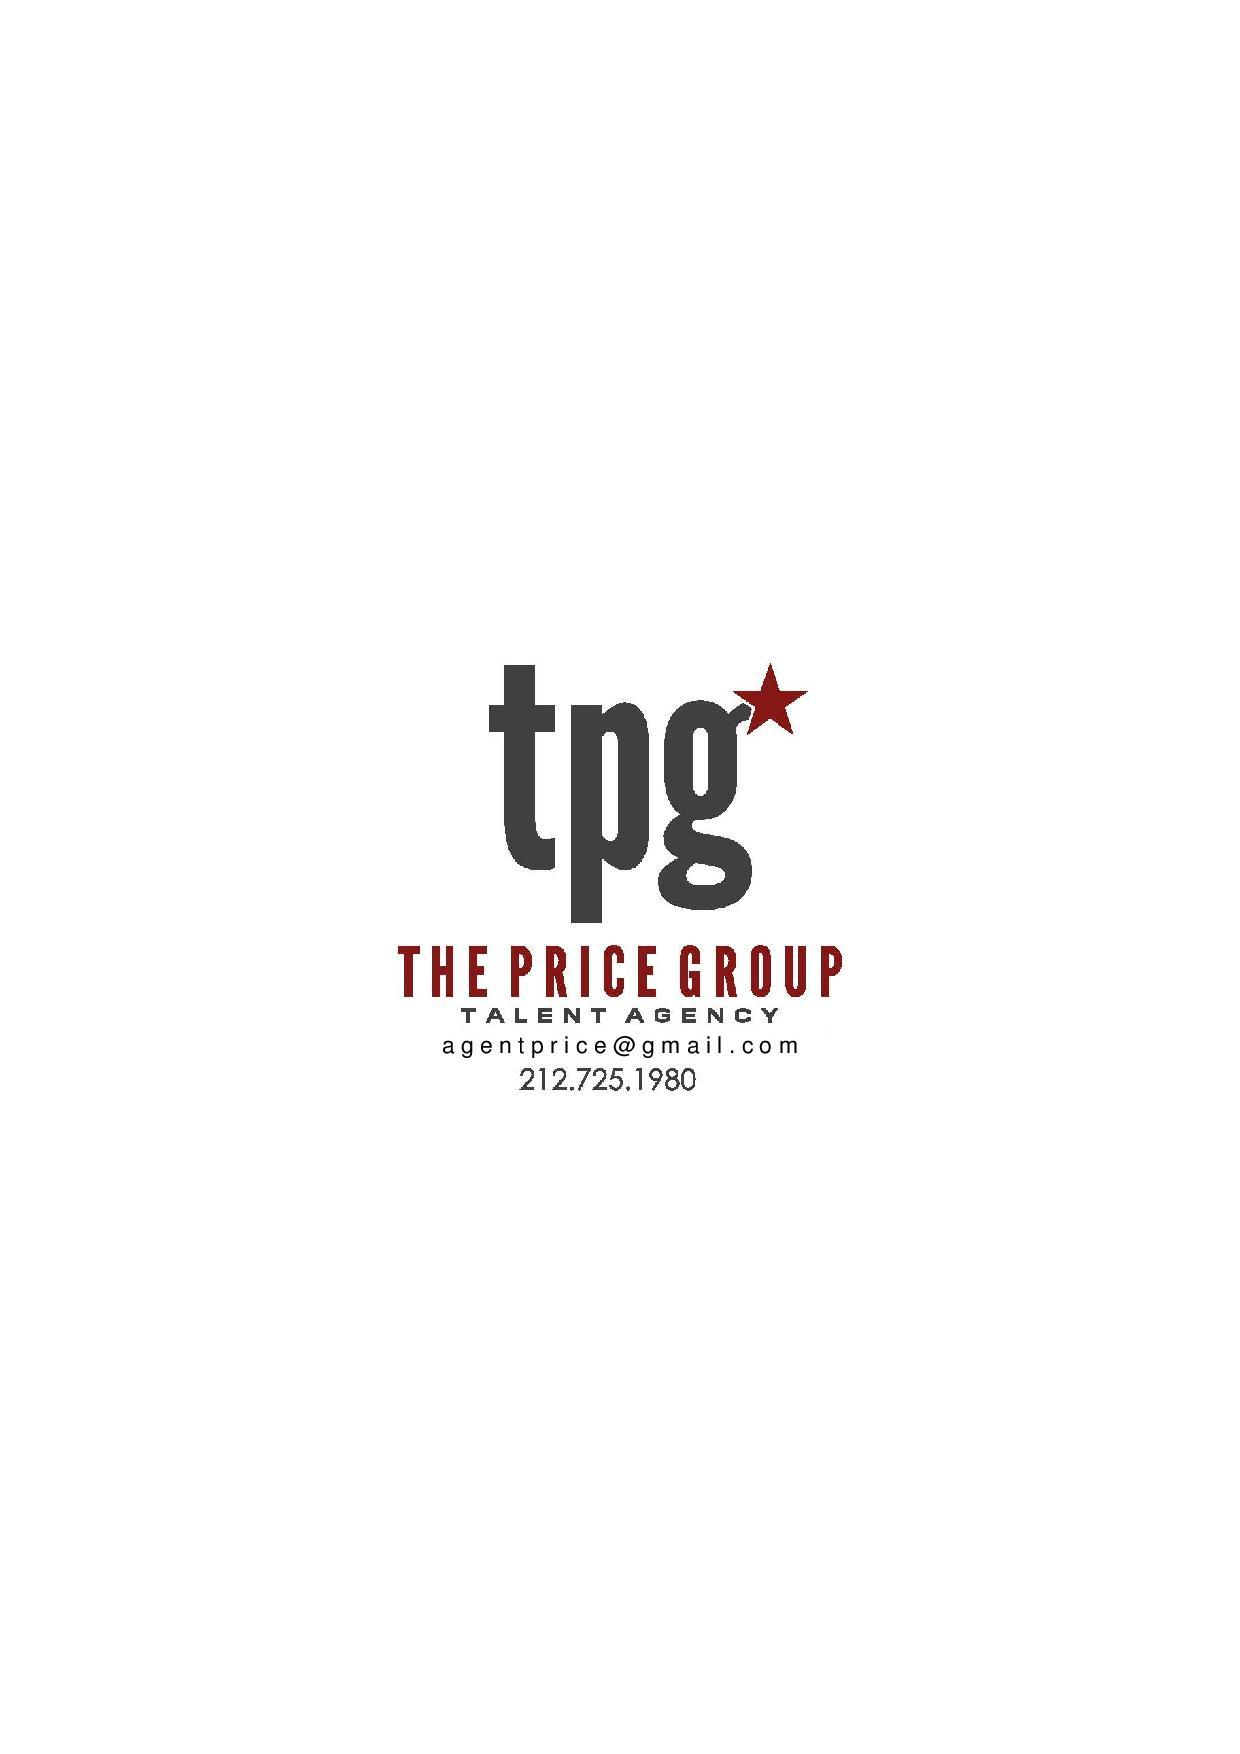 tpg
THE PRICE GROUP
TALENT AGENCY
agentprice@gmail.com
212.725.1980